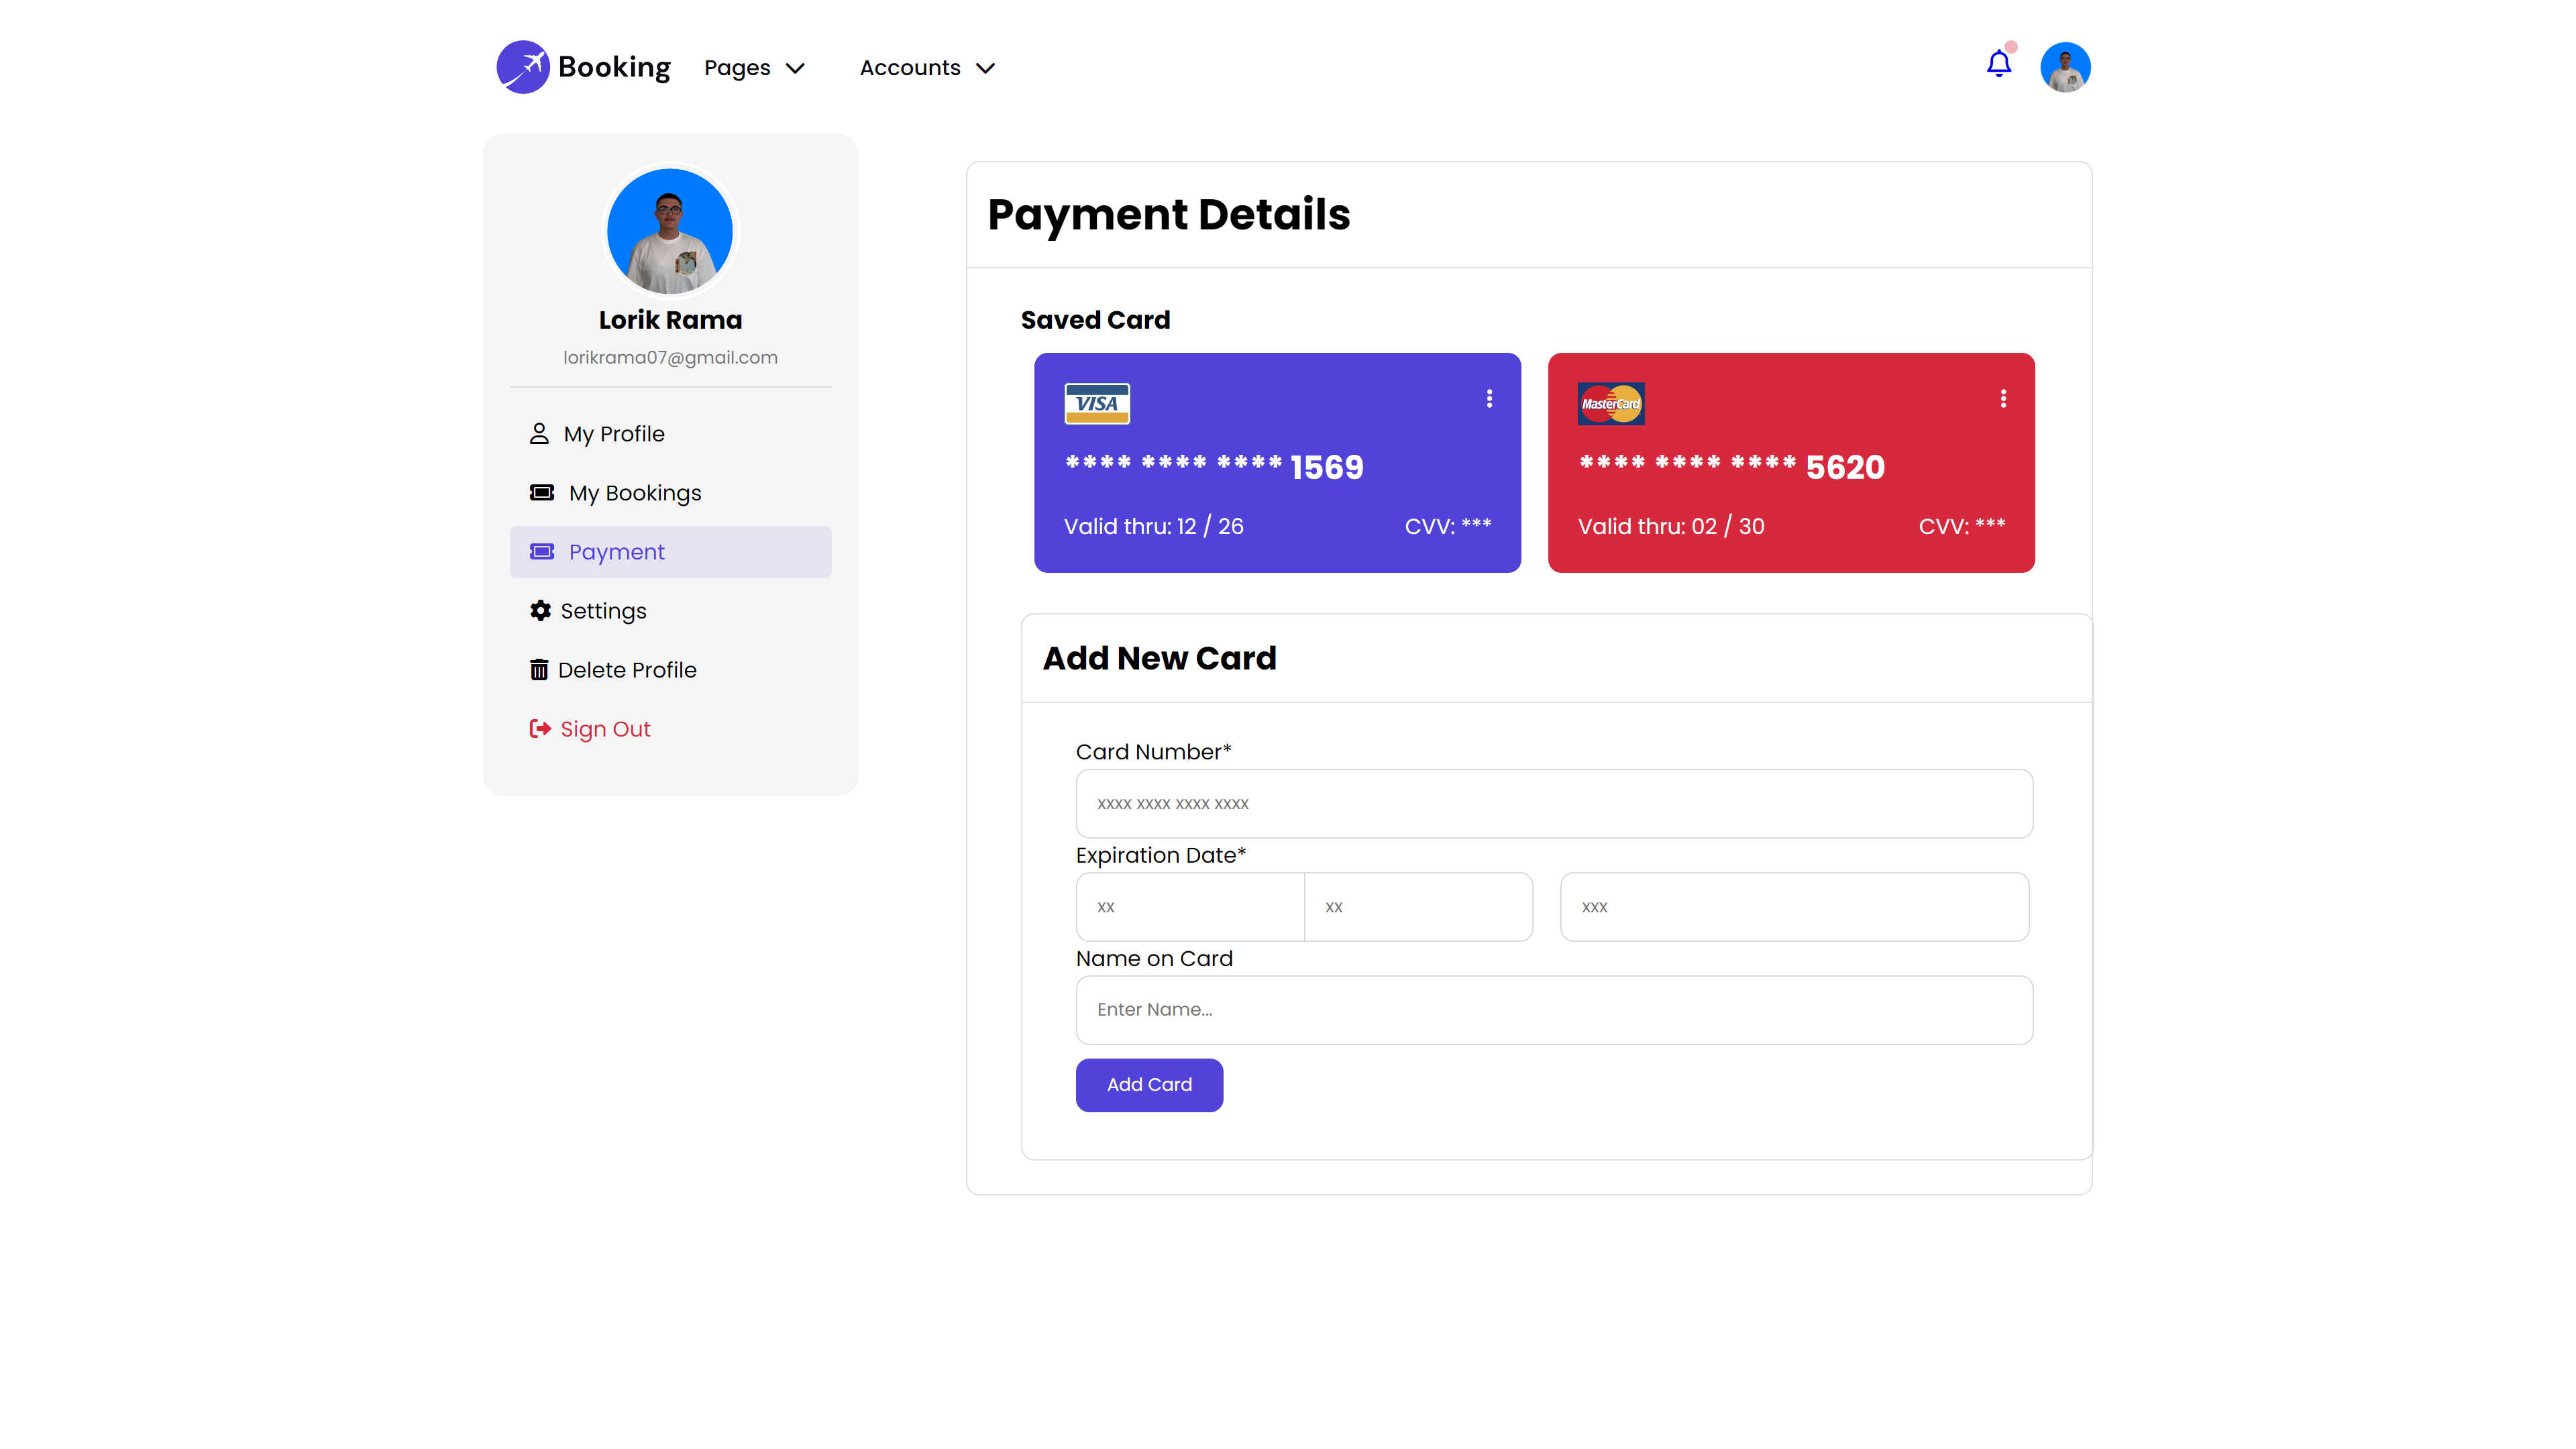 Booking
Pages
Accounts
Lorik Rama
lorikrama07@gmail.com
My Profile
My Bookings
Payment
Settings
Delete Profile
Sign Out
Payment Details
Saved Card
VISA
**** **** **** 1569
Valid thru: 12 / 26
CVV: ***
MasterCard
**** **** **** 5620
Valid thru: 02 / 30
CVV: ***
Add New Card
Card Number*
xxxx xxxx xxxx xxxx
Expiration Date*
xx
xx
xxx
Name on Card
Enter Name...
Add Card